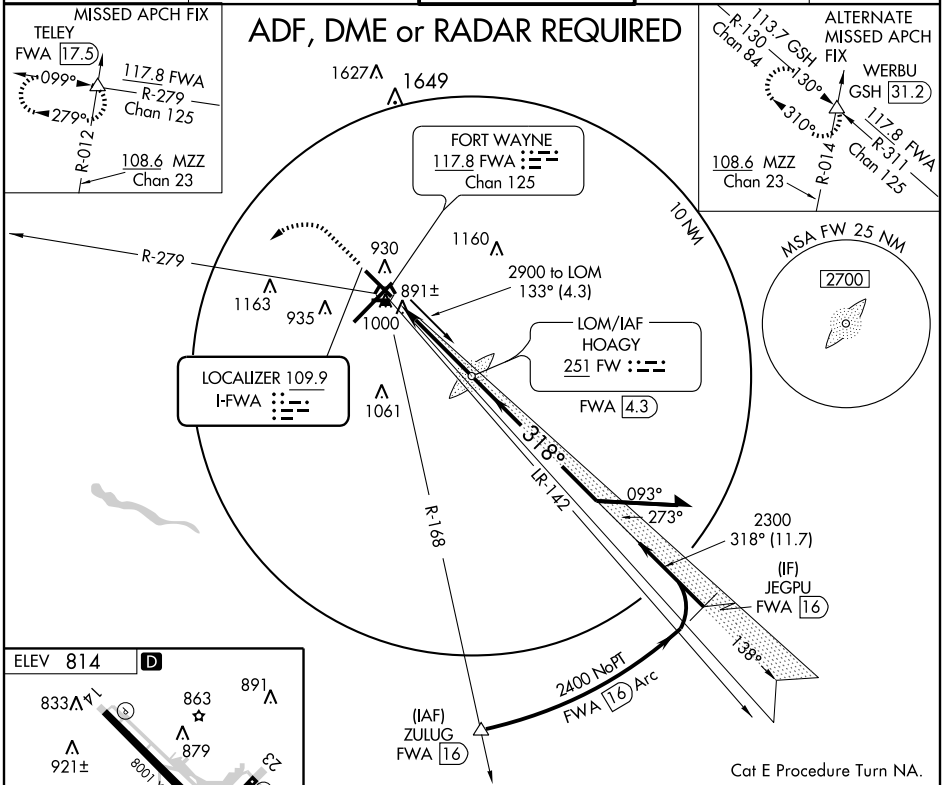 MISSED APCH FIX
TELEY
FWA 17.5
099°
279°
117.8 FWA
R-279
Chan 125
R-012
108.6 MZZ
Chan 23
ADF, DME or RADAR REQUIRED
113.7 GSH
R-130
Chan 84
130°
310°
ALTERNATE
MISSED APCH
FIX
WERBU
GSH 31.2
117.8 FWA
R-311
Chan 125
108.6 MZZ
Chan 23
R-014
1627
1649
FORT WAYNE
117.8 FWA
Chan 125
10 NM
MSA FW 25 NM
2700
R-279
930
1160
1163
935
891±
1000
2900 to LOM
133° (4.3)
LOM/IAF
HOAGY
251 FW
FWA 4.3
LOCALIZER 109.9
I-FWA
1061
318°
LR-142
093°
273°
R-168
2300
318° (11.7)
(IF)
JEGPU
FWA 16
138°
2400 NoPT
FWA 16 Arc
(IAF)
ZULUG
FWA 16
Cat E Procedure Turn NA.
ELEV 814 D
833
14
P
863
891
879
921±
8001
23